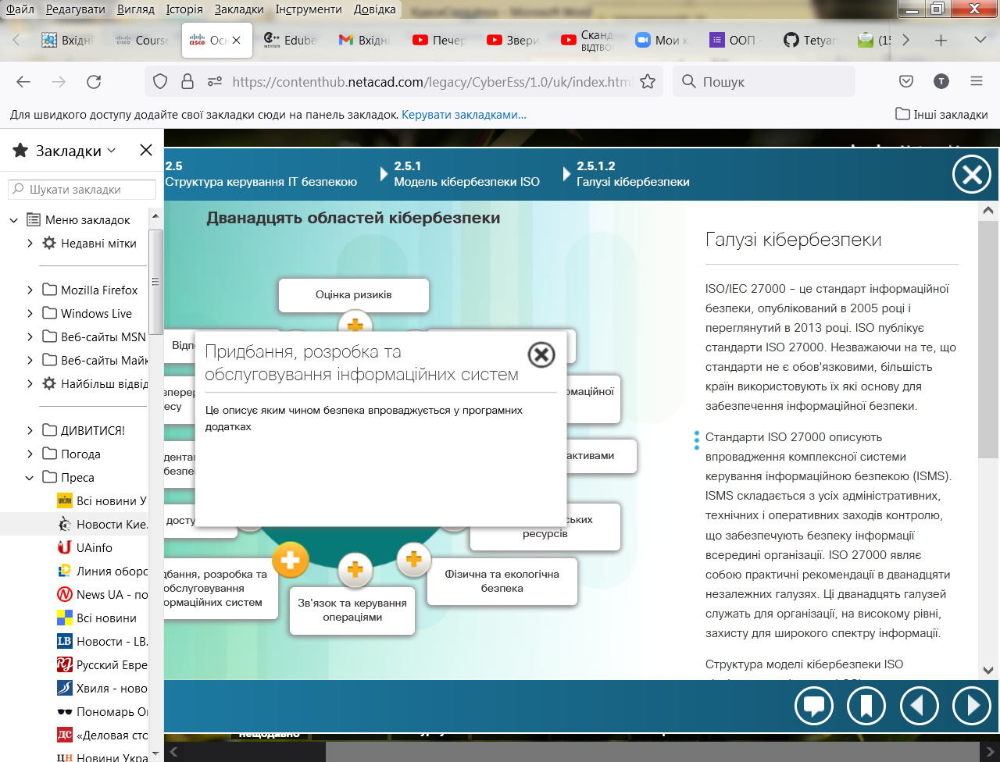 Файл Редагувати Вигляд Історія Закладки Інструменти Довідка
Вхідні Course Осн Edube Вхідні Печер Звери Сканд Мои к ООП - Tetyan (15
https://contenthub.netacad.com/legacy/CyberEss/1.0/uk/index.html
Пошук
T
Для швидкого доступу додайте свої закладки сюди на панель закладок. Керувати закладками...
Інші закладки
Закладки
Шукати закладки
Меню закладок
Недавні мітки
Mozilla Firefox
Windows Live
Веб-сайты MSN
Веб-сайты Майк
Найбільш відвід
ДИВИТИСЯ!
Погода
Преса
Всі новини У
Новости Кие.
UAinfo
Линия оборо
News UA - по
Всі новини
Новости - LB.
Русский Евре
Хвиля - ново
Пономарь О
«Деловая сто
Новини Укра
2.5
Структура керування IT безпекою
2.5.1
Модель кібербезпеки ISO
2.5.1.2
Галузі кібербезпеки
Дванадцять областей кібербезпеки
Оцінка ризиків
Відпо
рмаційної
зперер
есу
активами
дента
безпе
ських
ресурсів
досту
Фізична та екологічна
безпека
Зв'язок та керування
операціями
дбання, розробка та
обслуговування
ормаційних систем
Придбання, розробка та
обслуговування інформаційних систем
Це описує яким чином безпека впроваджується у програмних
додатках
Галузі кібербезпеки
ISO/IEC 27000 – це стандарт інформаційної
безпеки, опублікований в 2005 році і
переглянутий в 2013 році. ISO публікує
стандарти ISO 27000. Незважаючи на те, що
стандарти не є обов'язковими, більшість
країн використовують їх які основу для
забезпечення інформаційної безпеки.
Стандарти ISO 27000 описують
впровадження комплексної системи
керування інформаційною безпекою (ISMS).
ISMS складається з усіх адміністративних,
технічних і оперативних заходів контролю,
що забезпечують безпеку інформації
всередині організації. ISO 27000 являє
собою практичні рекомендації в дванадцяти
незалежних галузях. Ці дванадцять галузей
служать для організації, на високому рівні,
захисту для широкого спектру інформації.
Структура моделі кібербезпеки ISO
нещодавно